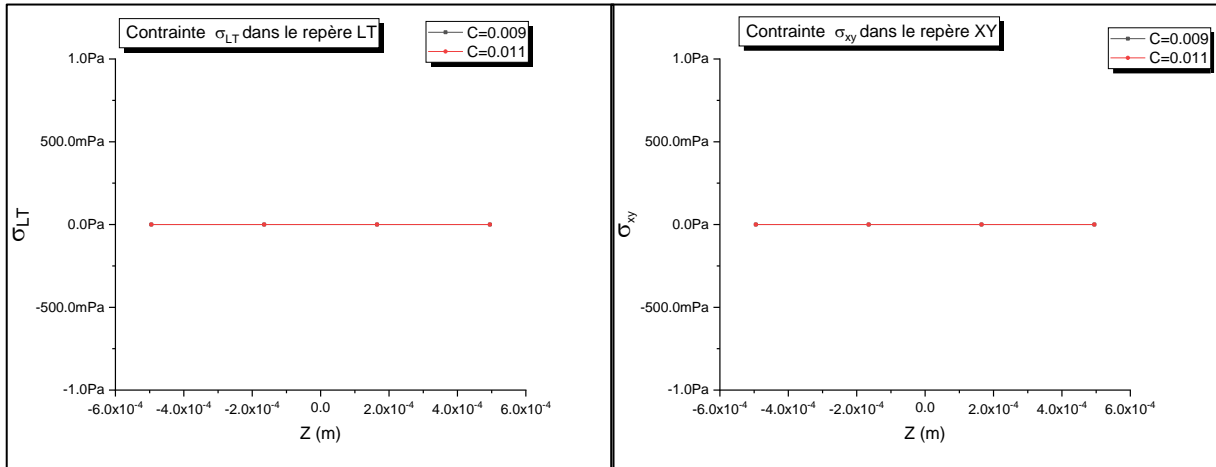 Contrainte σLT dans le repère LT
C=0.009
C=0.011
1.0Pa
500.0mPa
0.0Pa
-500.0mPa
-1.0Pa
σLT
-6.0x10⁻⁴
-4.0x10⁻⁴
-2.0x10⁻⁴
0.0
2.0x10⁻⁴
4.0x10⁻⁴
6.0x10⁻⁴
Z (m)
Contrainte σxy dans le repère XY
C=0.009
C=0.011
1.0Pa
500.0mPa
0.0Pa
-500.0mPa
-1.0Pa
σxy
-6.0x10⁻⁴
-4.0x10⁻⁴
-2.0x10⁻⁴
0.0
2.0x10⁻⁴
4.0x10⁻⁴
6.0x10⁻⁴
Z (m)